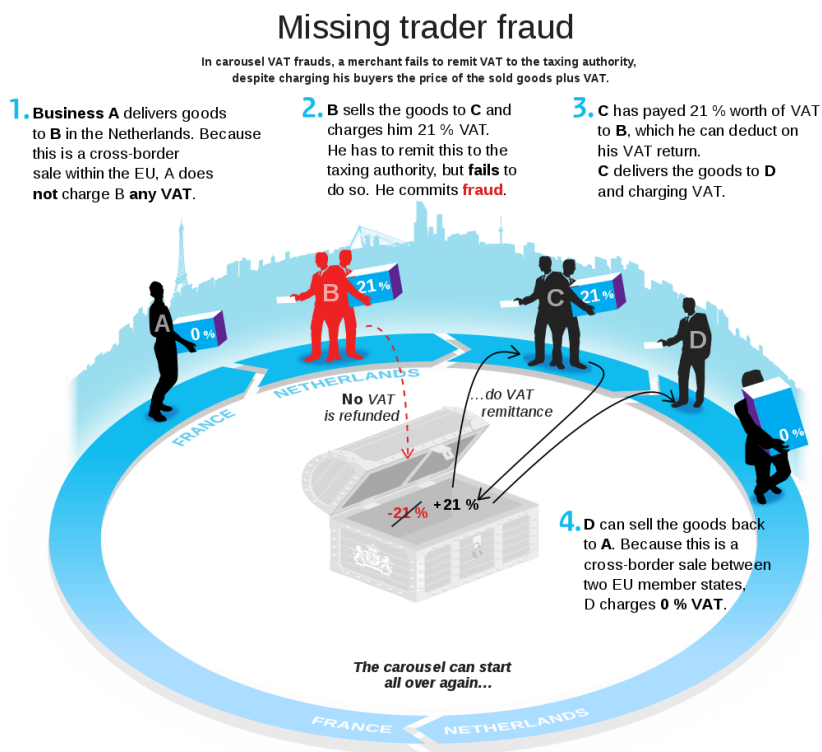 Missing trader fraud
In carousel VAT frauds, a merchant fails to remit VAT to the taxing authority,
despite charging his buyers the price of the sold goods plus VAT.
1. Business A delivers goods
to B in the Netherlands. Because
this is a cross-border
sale within the EU, A does
not charge B any VAT.
2. B sells the goods to C and
charges him 21 % VAT.
He has to remit this to the
taxing authority, but fails to
do so. He commits fraud.
3. C has payed 21 % worth of VAT
to B, which he can deduct on
his VAT return.
C delivers the goods to D
and charging VAT.
A
0 %
B
21 %
C
21 %
D
0 %
FRANCE
NETHERLANDS
No VAT
is refunded
...do VAT
remittance
-21 %
+21 %
4. D can sell the goods back
to A. Because this is a
cross-border sale between
two EU member states,
D charges 0 % VAT.
The carousel can start
all over again...
FRANCE
NETHERLANDS